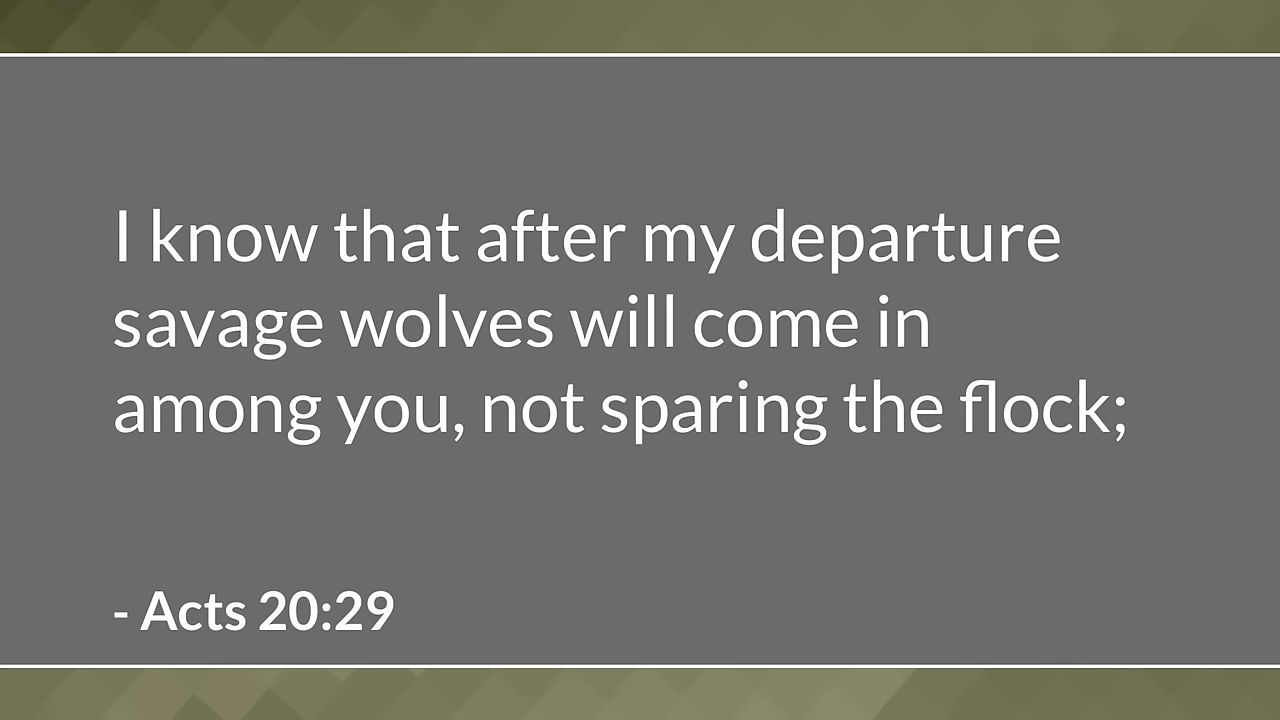 I know that after my departure
savage wolves will come in
among you, not sparing the flock;
- Acts 20:29